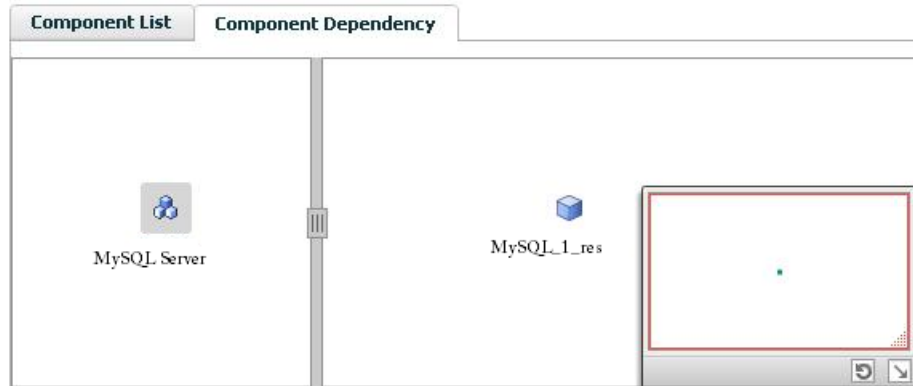 Component List
Component Dependency
MySQL Server
MySQL_1_res